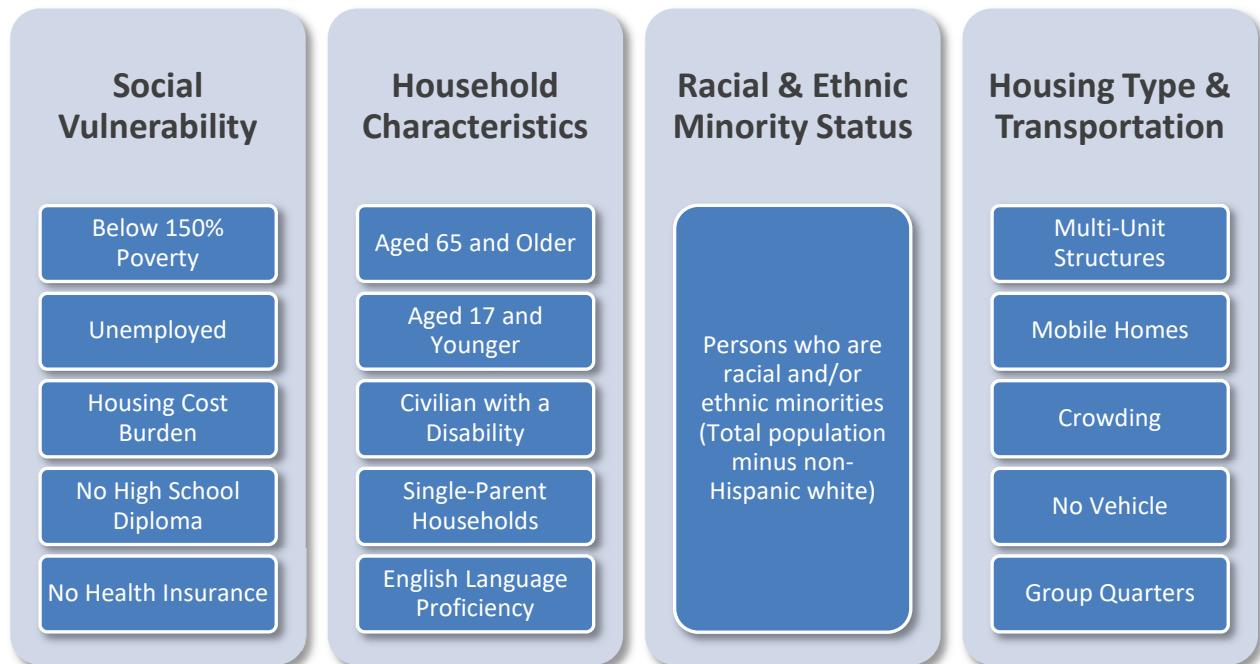 Social
Vulnerability
Below 150%
Poverty
Unemployed
Housing Cost
Burden
No High School
Diploma
No Health Insurance
Household
Characteristics
Aged 65 and Older
Aged 17 and
Younger
Civilian with a
Disability
Single-Parent
Households
English Language
Proficiency
Racial & Ethnic
Minority Status
Persons who are
racial and/or
ethnic minorities
(Total population
minus non-
Hispanic white)
Housing Type &
Transportation
Multi-Unit
Structures
Mobile Homes
Crowding
No Vehicle
Group Quarters